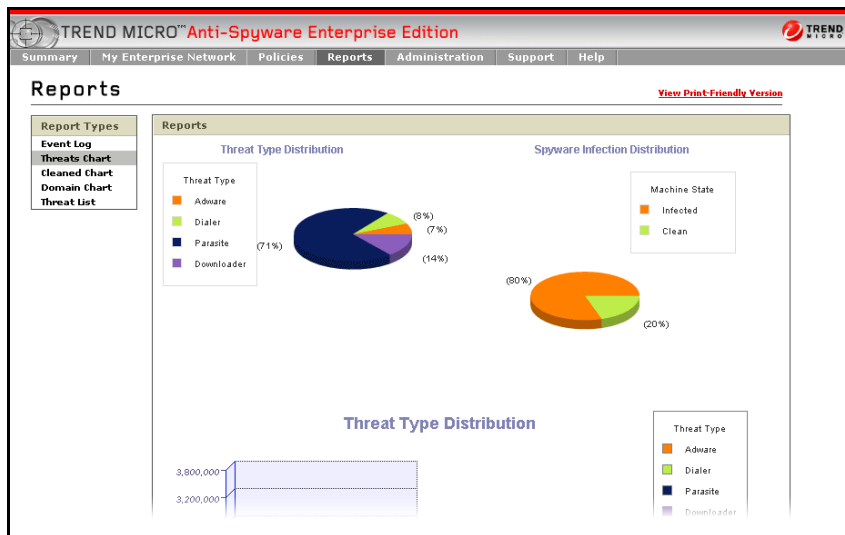 TREND MICRO™ Anti-Spyware Enterprise Edition
TREND
MICRO
Summary My Enterprise Network Policies Reports Administration Support Help
Reports
View Print-Friendly Version
Report Types
Event Log
Threats Chart
Cleaned Chart
Domain Chart
Threat List
Reports
Threat Type Distribution
Threat Type
Adware
Dialer
Parasite
Downloader
(71%)
(8%)
(7%)
(14%)
Spyware Infection Distribution
Machine State
Infected
Clean
(80%)
(20%)
Threat Type Distribution
3,800,000
3,200,000
Threat Type
Adware
Dialer
Parasite
Downloader